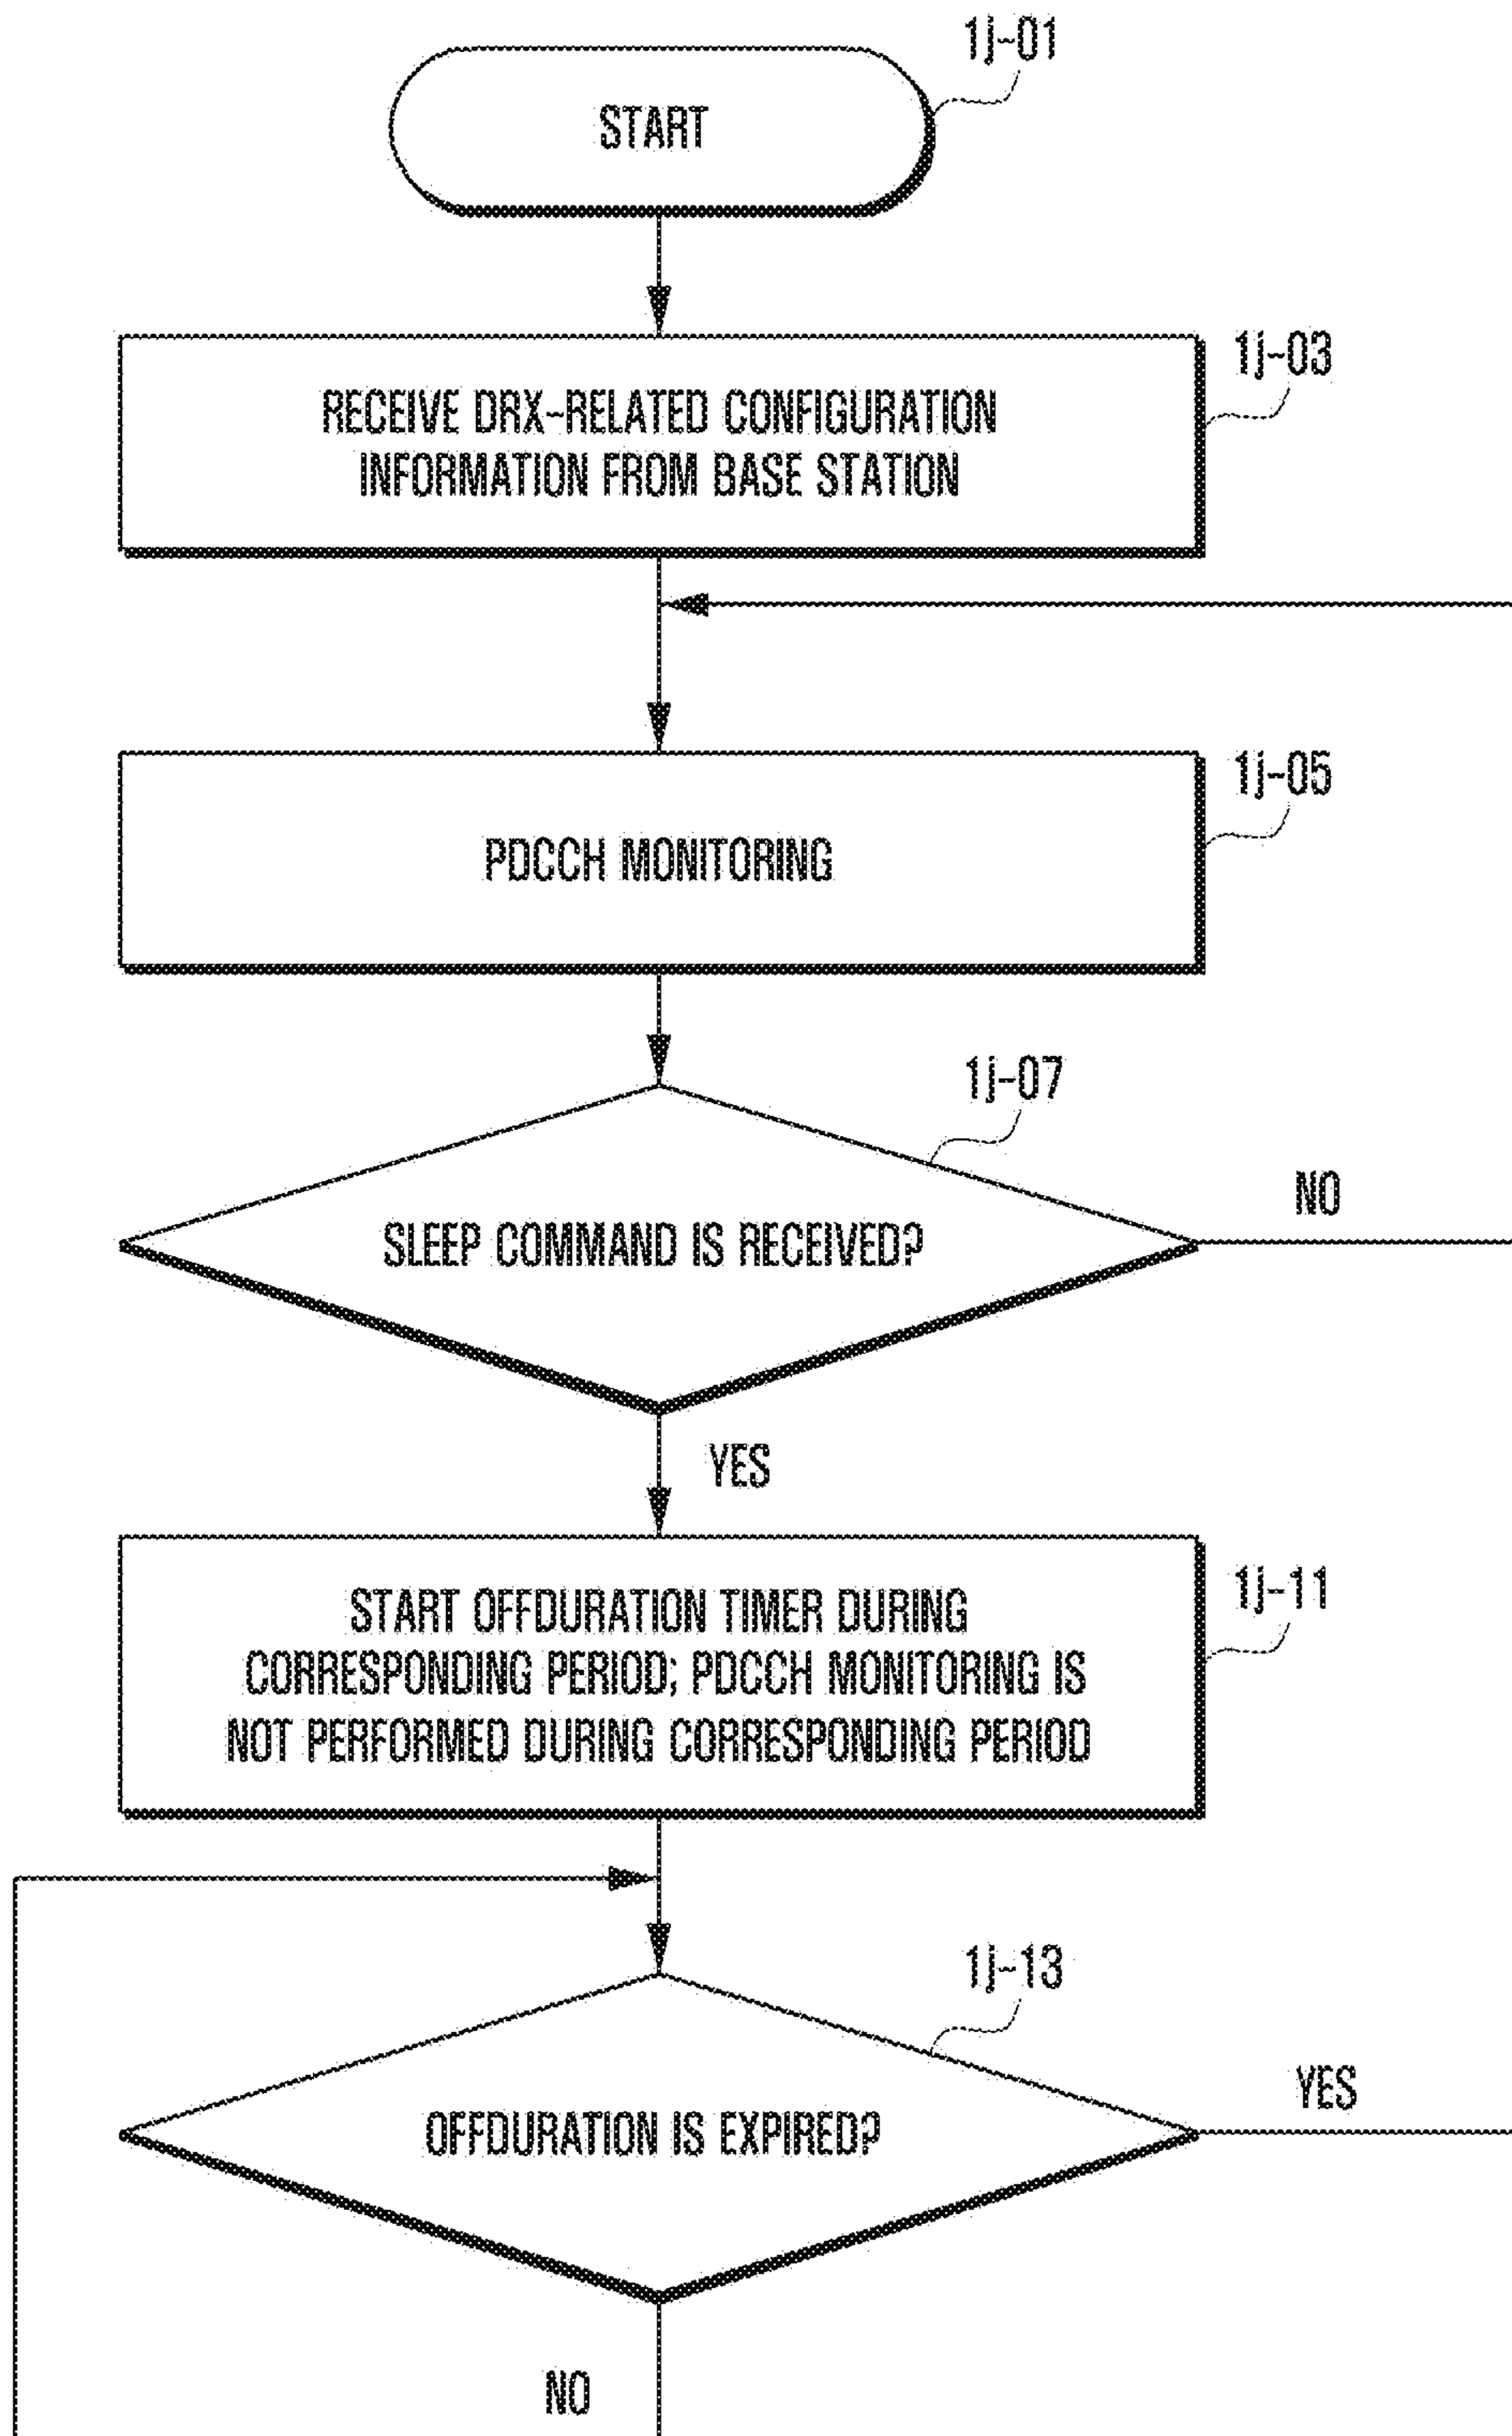 1j-01
START
1j-03
RECEIVE DRX-RELATED CONFIGURATION
INFORMATION FROM BASE STATION
1j-05
PDCCH MONITORING
1j-07
SLEEP COMMAND IS RECEIVED?
NO
YES
1j-11
START OFFDURATION TIMER DURING
CORRESPONDING PERIOD; PDCCH MONITORING IS
NOT PERFORMED DURING CORRESPONDING PERIOD
1j-13
OFFDURATION IS EXPIRED?
YES
NO